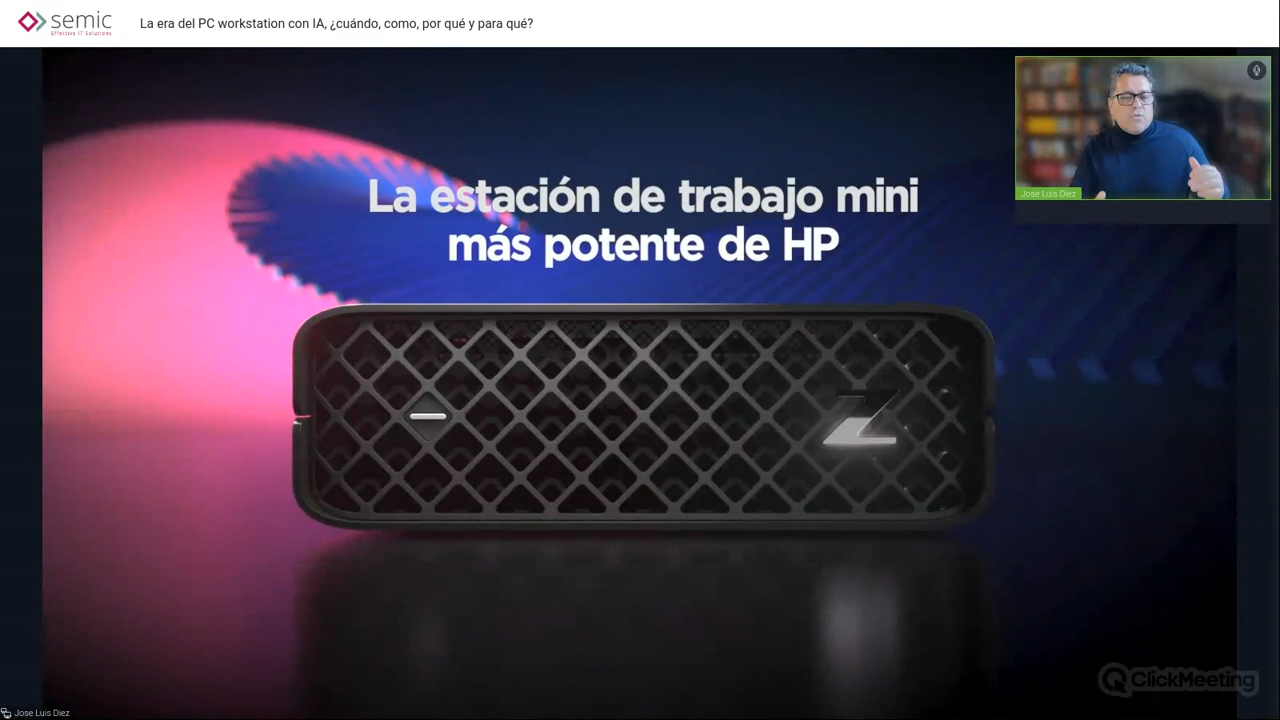 semic
Effective IT Solutions
La era del PC workstation con IA, ¿cuándo, como, por qué y para qué?
La estación de trabajo mini
más potente de HP
Z
Jose Luis Diez
ClickMeeting
Jose Luis Diez